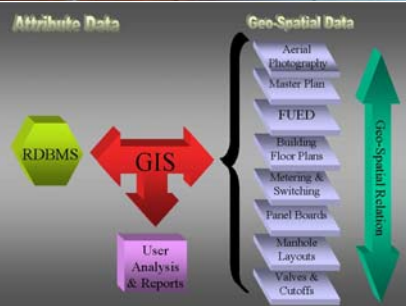 Attribute Data
Geo-Spatial Data
Aerial
Photography
Master Plan
FUED
Building
Floor Plans
Metering &
Switching
Panel Boards
Manhole
Layouts
Valves &
Cutoffs
RDBMS
GIS
User
Analysis
& Reports
Geo-Spatial Relation